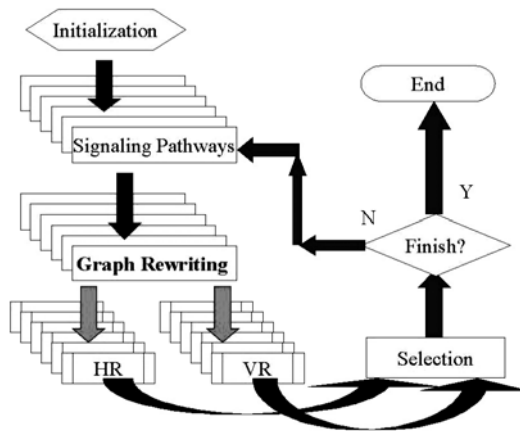 Initialization
End
Signaling Pathways
Y
N
Finish?
Graph Rewriting
HR
VR
Selection